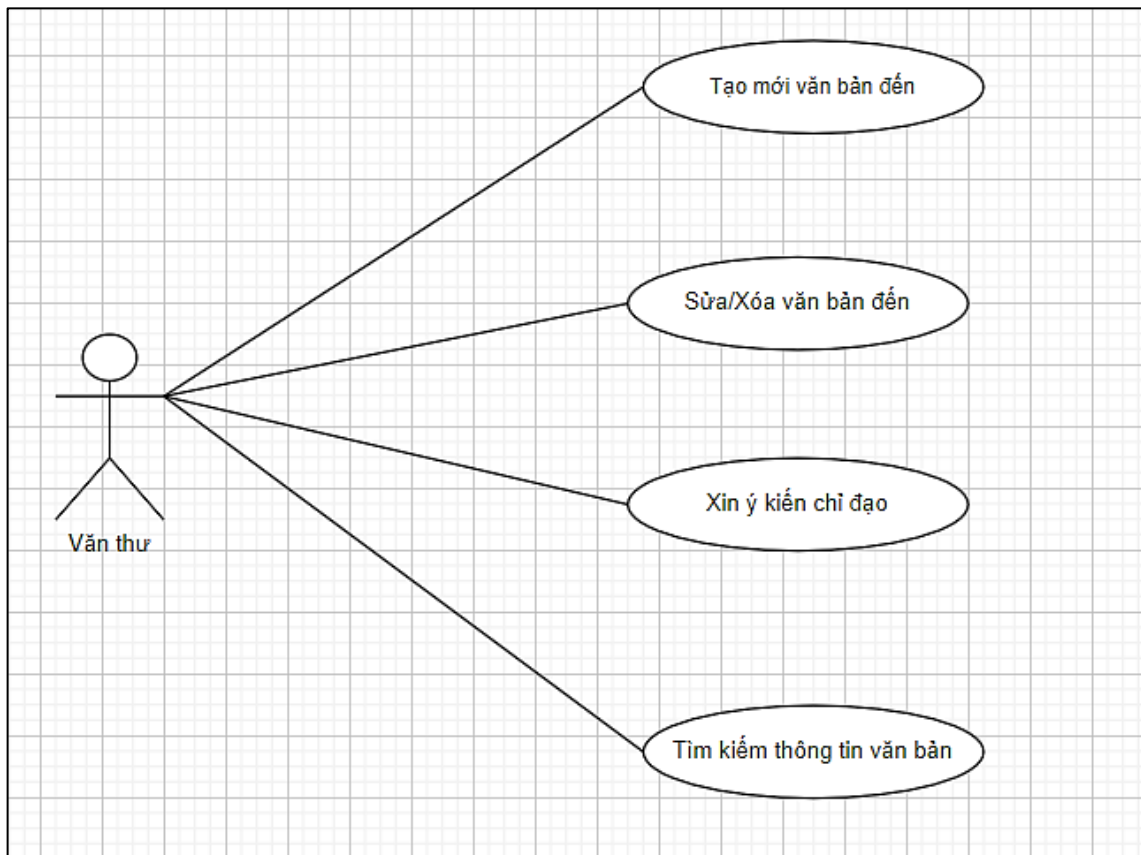 Tạo mới văn bản đến
Sửa/Xóa văn bản đến
Văn thư
Xin ý kiến chỉ đạo
Tìm kiếm thông tin văn bản